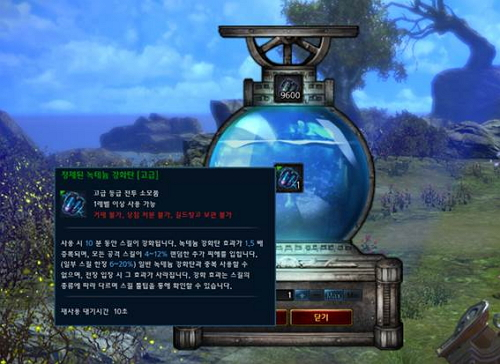 9600
정제된 녹테늄 강화탄 [고급]
고급 등급 전투 소모품
1레벨 이상 사용 가능
거래 불가, 상점 처분 불가, 길드창고 보관 불가
1
사용 시 10 분 동안 스킬이 강화됩니다. 녹테늄 강화탄 효과가 1.5 배
증폭되며, 모든 공격 스킬이 4~12% 랜덤한 추가 피해를 입힙니다.
(일부 스킬 한정 6~20%) 일반 녹테늄 강화탄과 중복 사용할 수
없으며, 전장 입장 시 그 효과가 사라집니다. 강화 효과는 스킬의
종류에 따라 다르며 스킬 툴팁을 통해 확인할 수 있습니다.
1
재사용 대기시간 10초
닫기